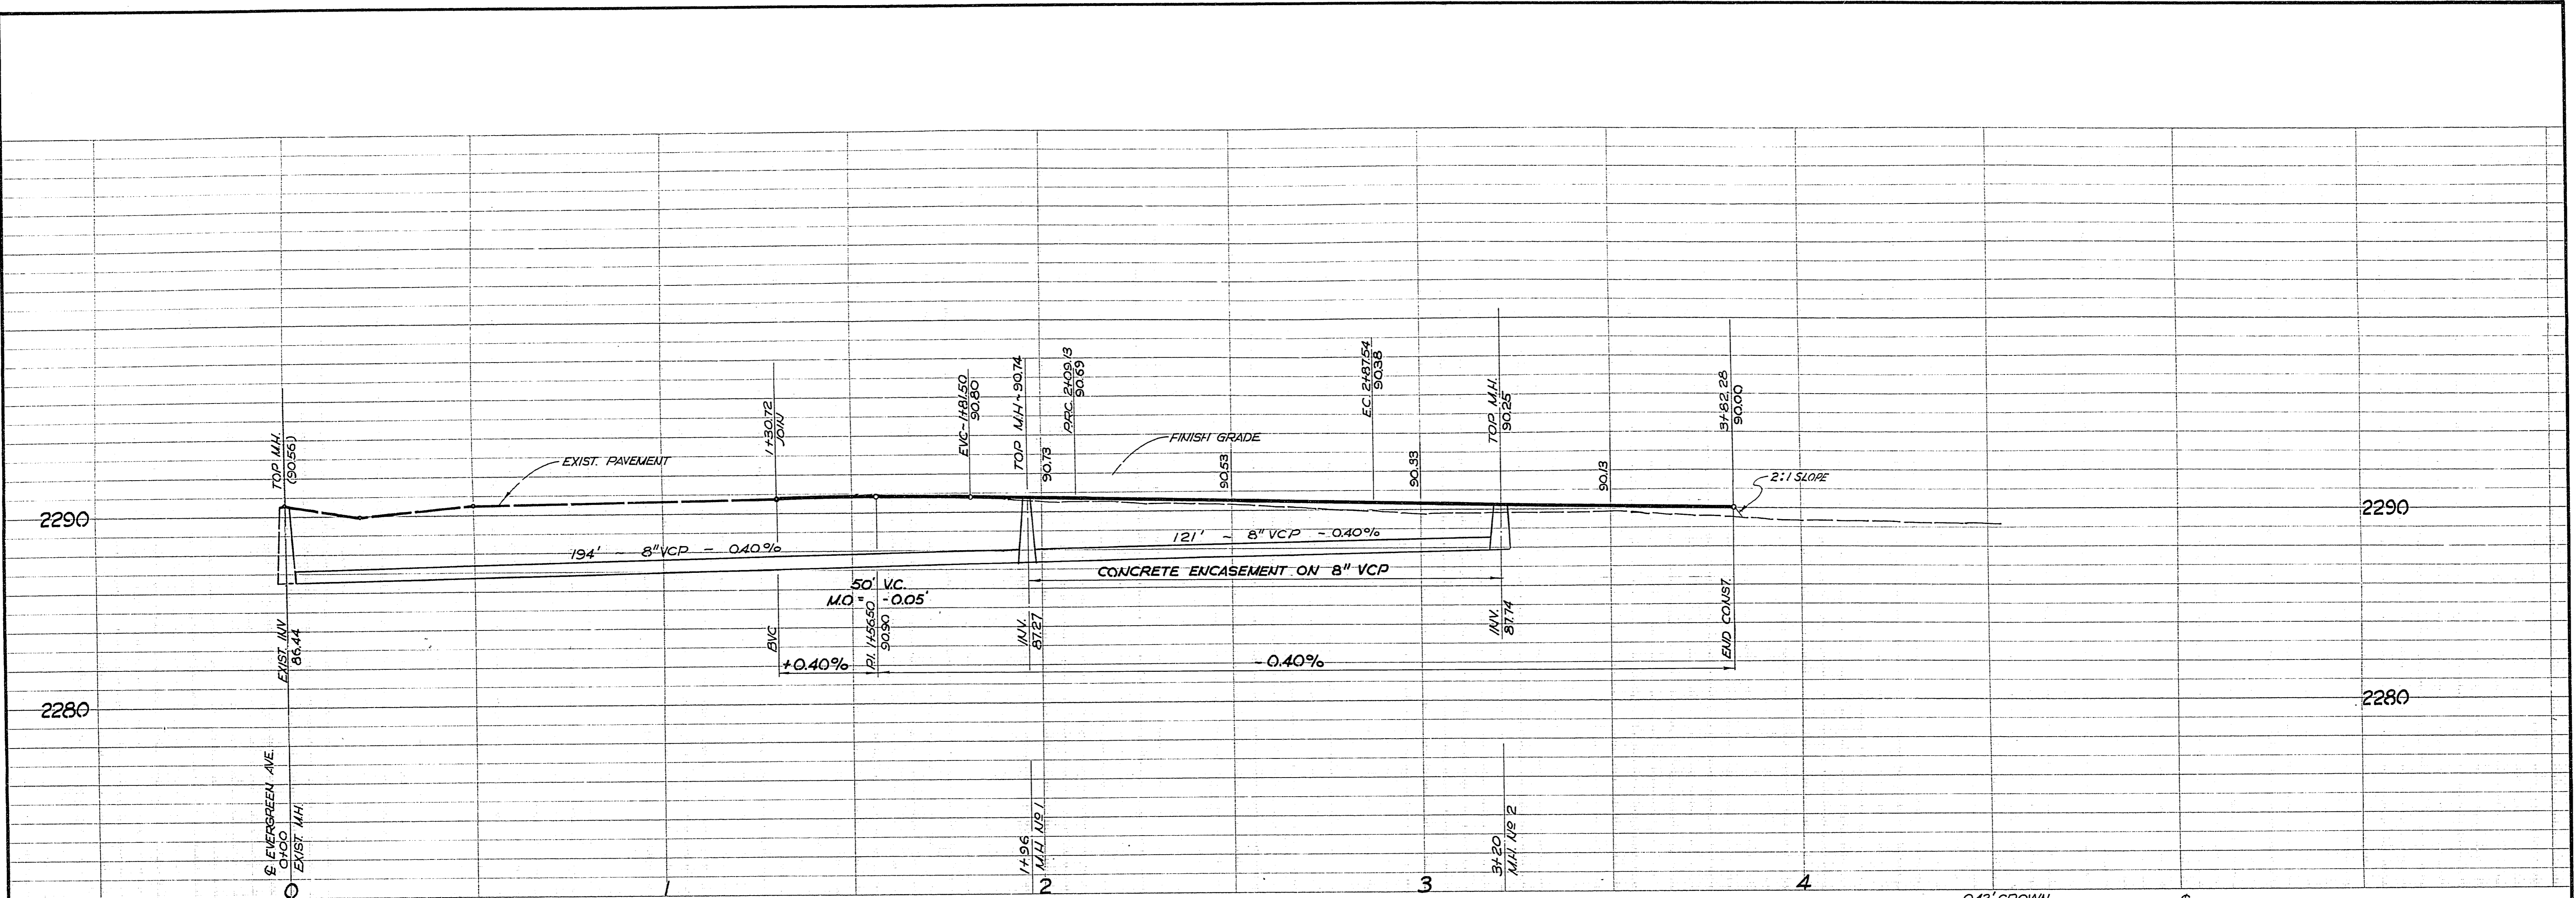 TOP M.H.
(90.56)
EXIST. PAVEMENT
1+30.72
JOIN
EVC~1+81.50
90.80
TOP M.H.~90.74
90.73
P.R.C. 2+09.13
90.69
FINISH GRADE
90.53
E.C. 2+87.54
90.38
90.33
TOP M.H.
90.25
90.13
3+82.28
90.00
2:1 SLOPE
2290
2290
194' ~ 8" VCP - 0.40%
121' ~ 8" VCP - 0.40%
CONCRETE ENCASEMENT ON 8" VCP
50' V.C.
M.O = -0.05'
EXIST. INV
86.44
BVC
+0.40%
P.I. 1+56.50
90.90
INV.
87.27
-0.40%
INV.
87.74
END CONST.
2280
2280
℄ EVERGREEN AVE.
0+00
EXIST. M.H.
1+96
M.H. Nº 1
3+20
M.H. Nº 2
0 1 2 3 4